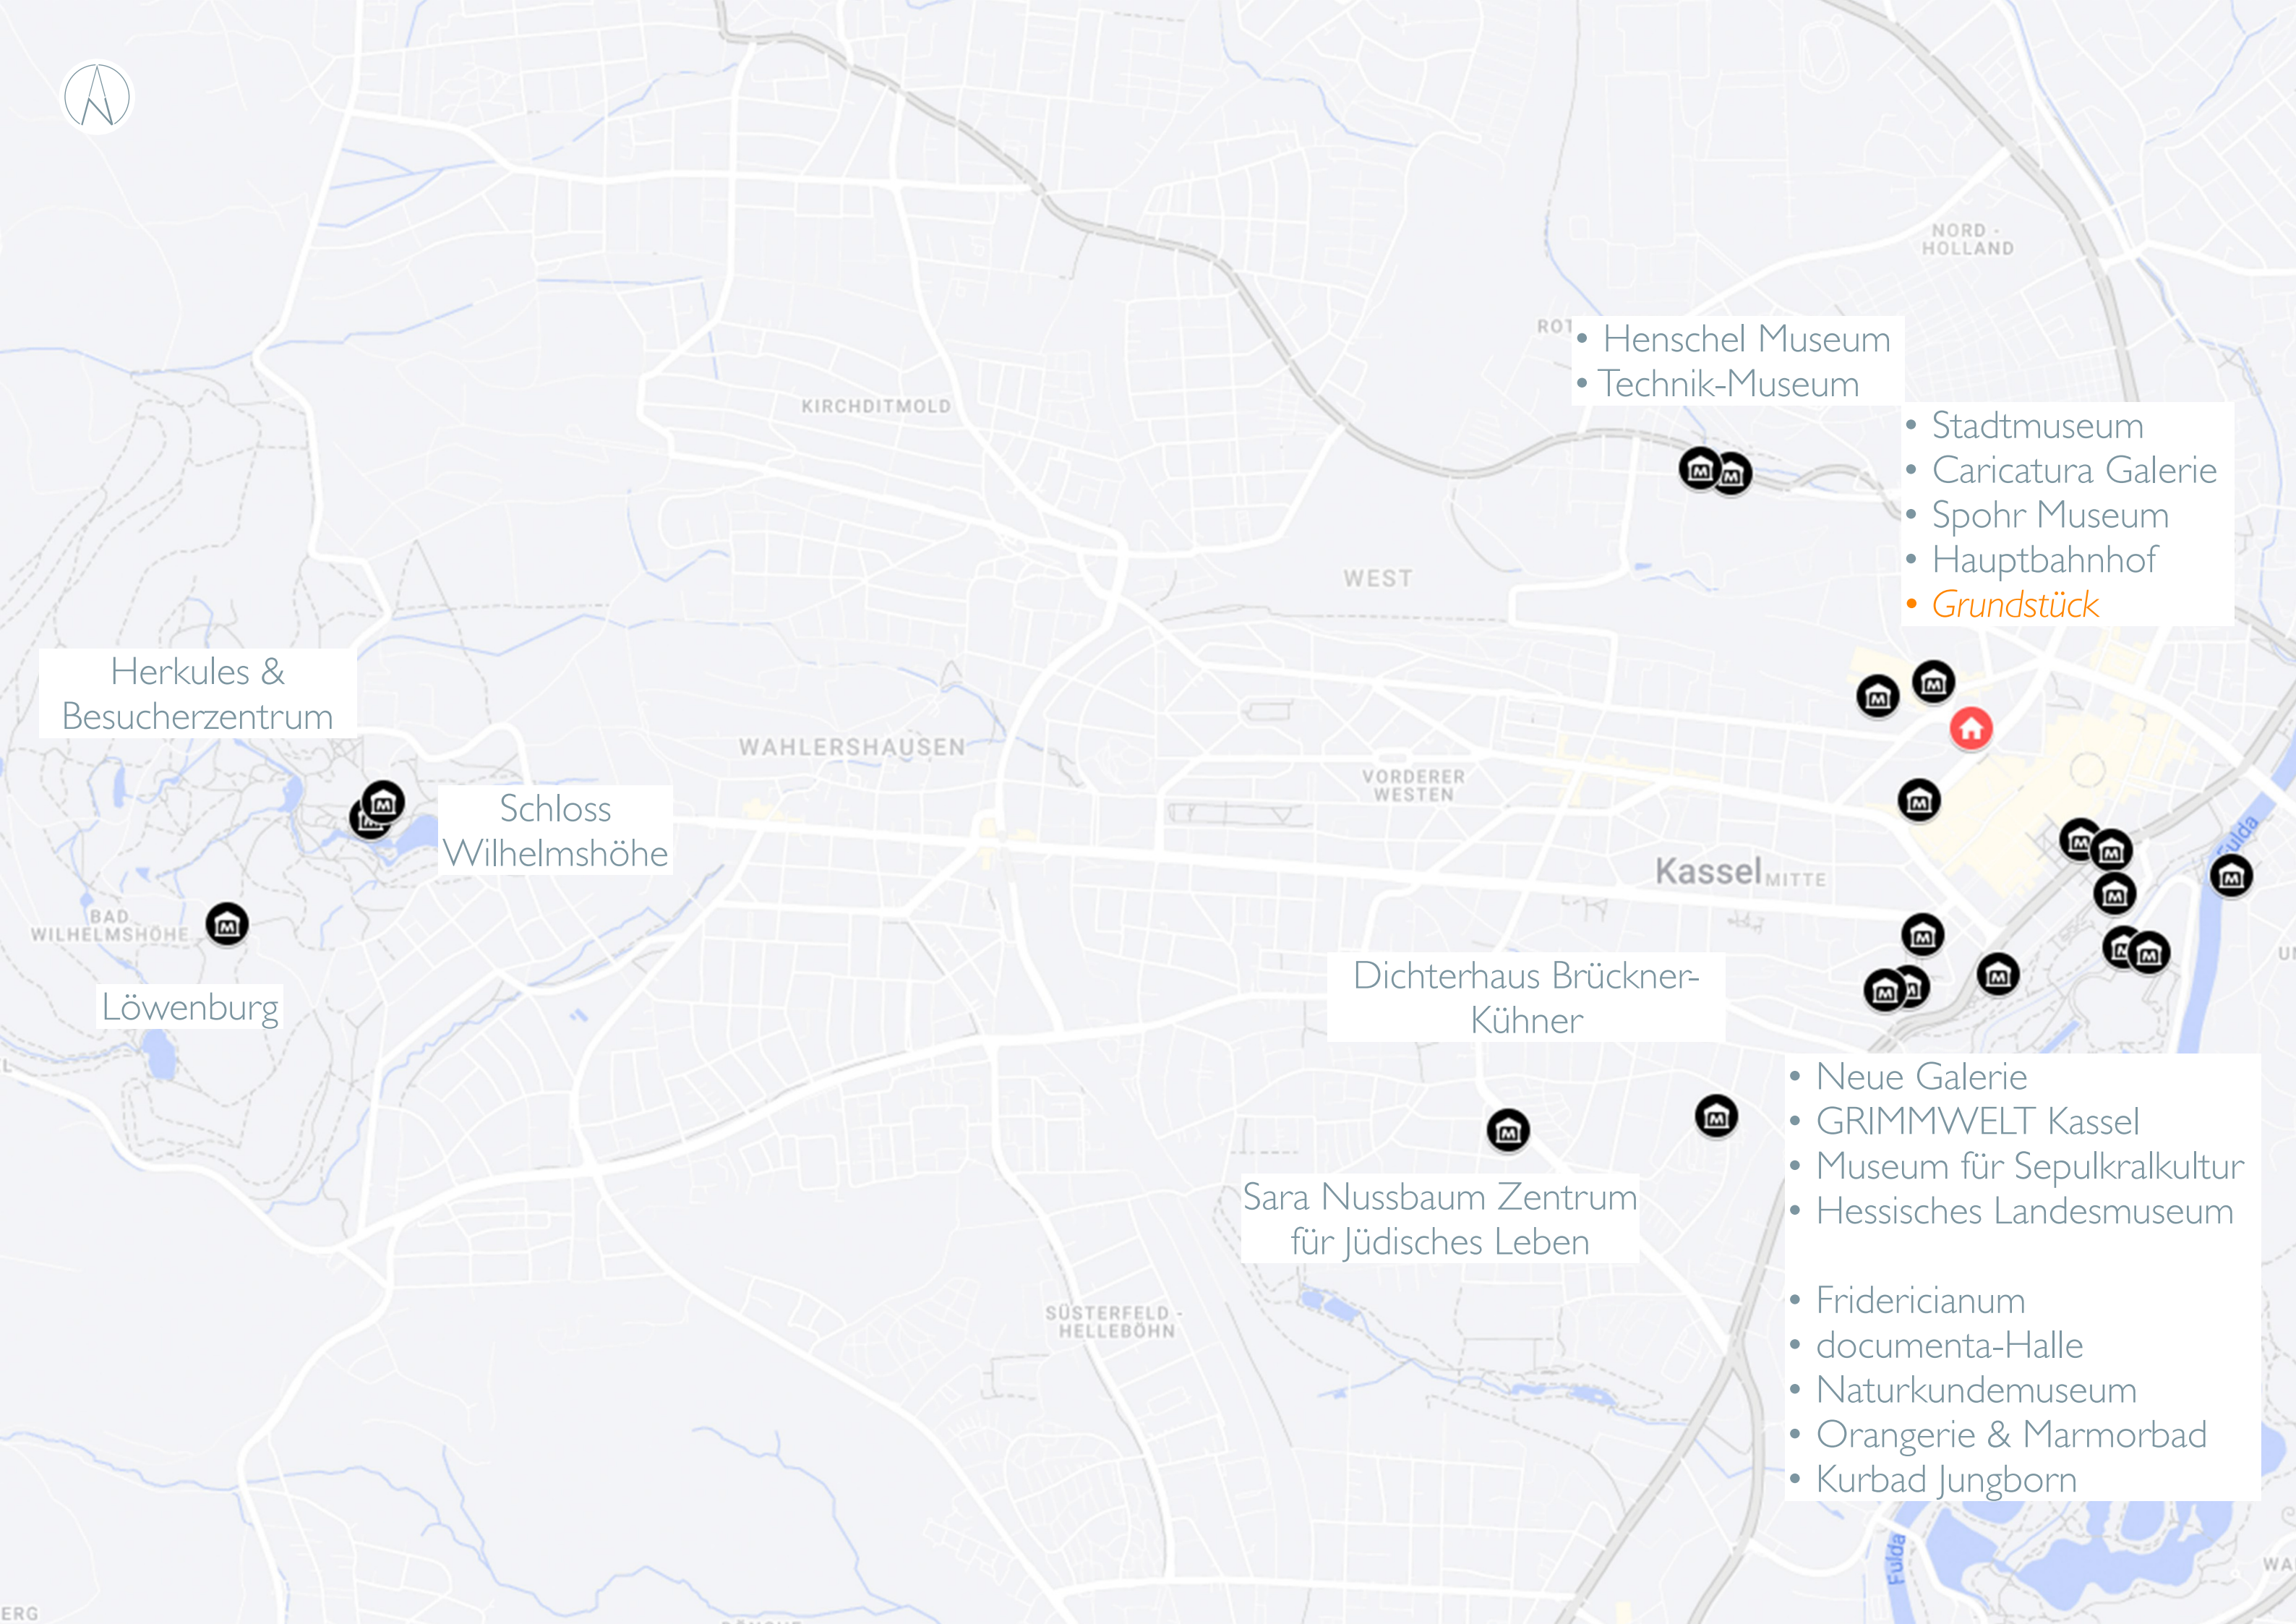 N
NORD -
HOLLAND
ROT
• Henschel Museum
• Technik-Museum
KIRCHDITMOLD
• Stadtmuseum
• Caricatura Galerie
• Spohr Museum
• Hauptbahnhof
• Grundstück
WEST
Herkules &
Besucherzentrum
WAHLERSHAUSEN
VORDERER
WESTEN
Schloss
Wilhelmshöhe
Fulda
Kassel MITTE
BAD
WILHELMSHÖHE
Löwenburg
Dichterhaus Brückner-
Kühner
Sara Nussbaum Zentrum
für Jüdisches Leben
• Neue Galerie
• GRIMMWELT Kassel
• Museum für Sepulkralkultur
• Hessisches Landesmuseum
• Fridericianum
• documenta-Halle
• Naturkundemuseum
• Orangerie & Marmorbad
• Kurbad Jungborn
SÜSTERFELD -
HELLEBÖHN
Fulda
WA
ERG